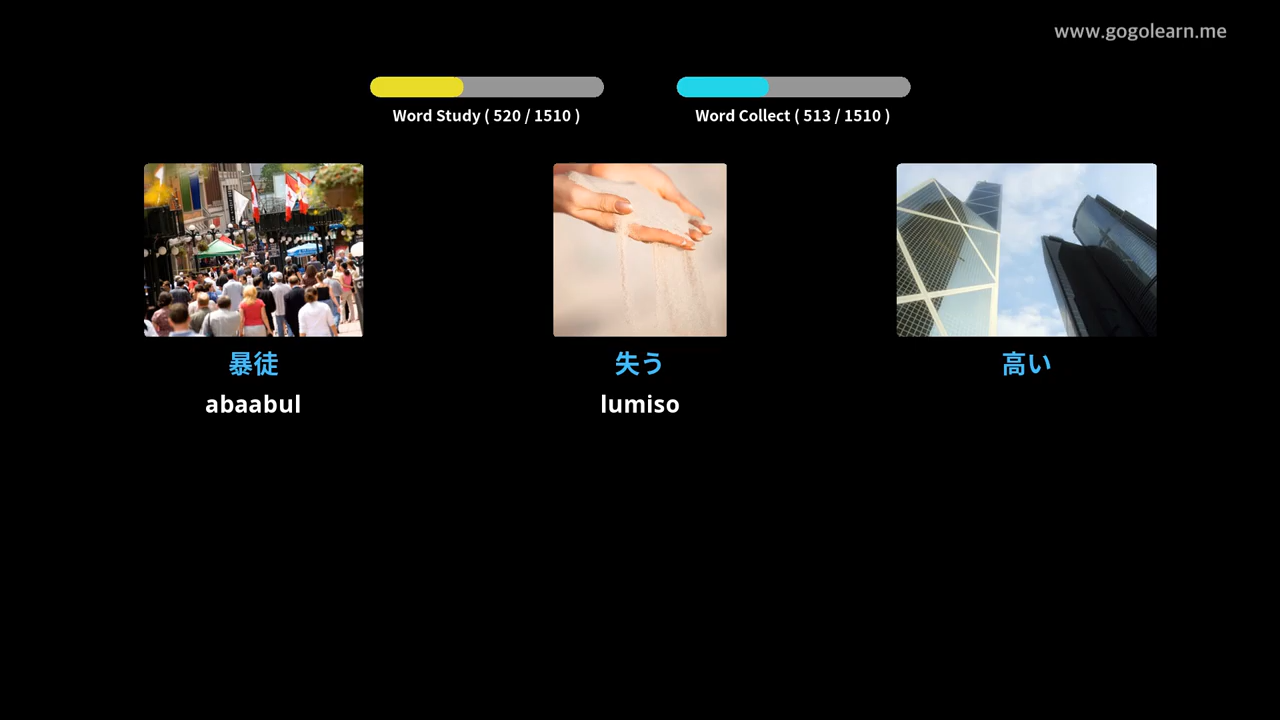 www.gogolearn.me
Word Study ( 520 / 1510 )
Word Collect ( 513 / 1510 )
暴徒
失う
高い
abaabul
lumiso